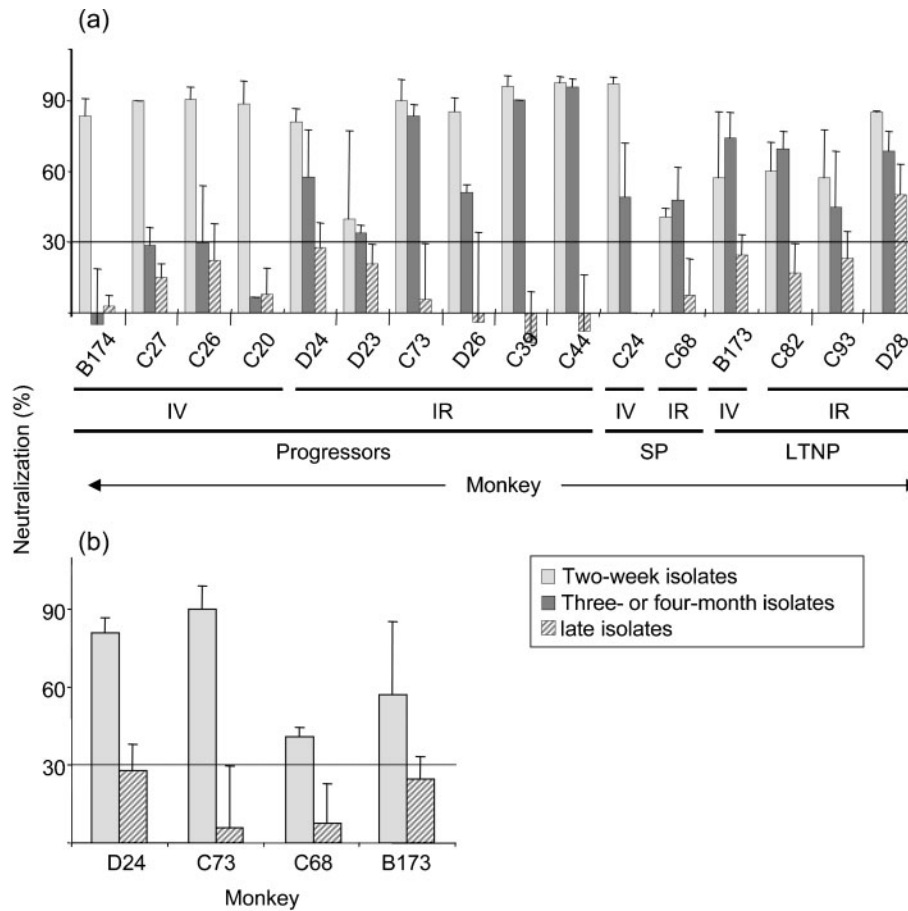 (a)
90
60
30
B174 C27 C26 C20 D24 D23 C73 D26 C39 C44 C24 C68 B173 C82 C93 D28
IV IR IV IR IV IR
Progressors SP LTNP
Monkey
Neutralization (%)
(b)
90
60
30
D24 C73 C68 B173
Monkey
Two-week isolates
Three- or four-month isolates
late isolates